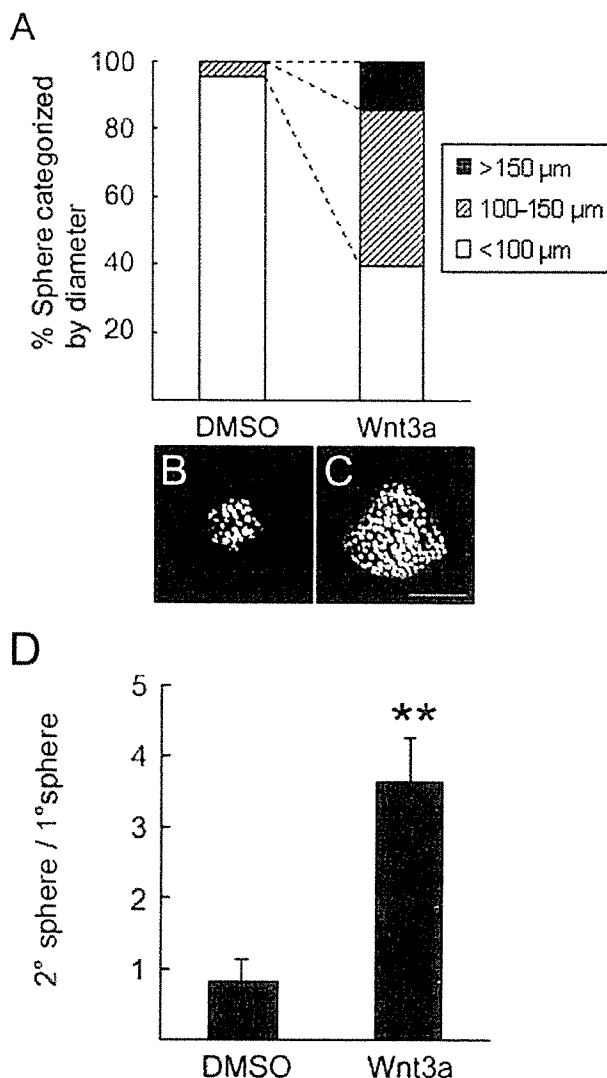 A
% Sphere categorized
by diameter
100
80
60
40
20
>150 µm
100–150 µm
<100 µm
DMSO
Wnt3a
B
C
D
2° sphere / 1°sphere
5
4
3
2
1
**
DMSO
Wnt3a